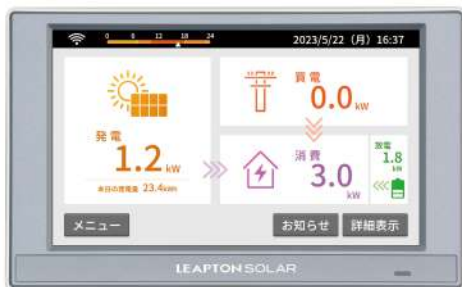 0 6 12 18 24
2023/5/22（月）16:37
発電
1.2 kW
本日の発電量 23.4kWh
買電
0.0 kW
消費
3.0 kW
放電
1.8 kW
メニュー
お知らせ
詳細表示
LEAPTON SOLAR